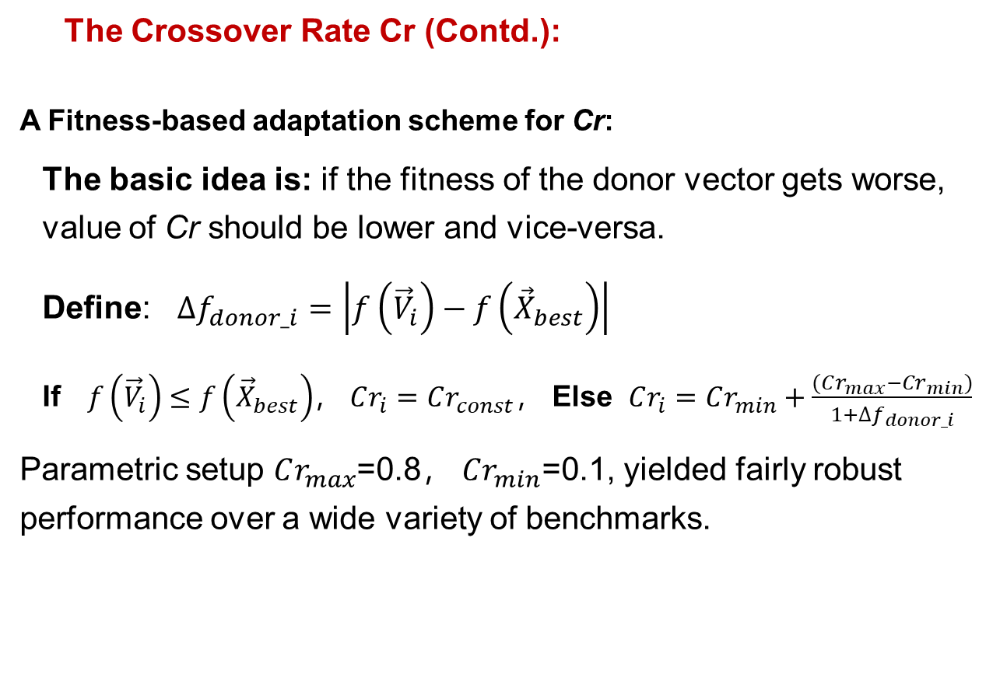 The Crossover Rate Cr (Contd.):
A Fitness-based adaptation scheme for Cr:
The basic idea is: if the fitness of the donor vector gets worse,
value of Cr should be lower and vice-versa.
Define: $\Delta f_{donor\_i} = \left| f\left(\vec{V}_i\right) - f\left(\vec{X}_{best}\right) \right|$
If $f\left(\vec{V}_i\right) \leq f\left(\vec{X}_{best}\right)$, $Cr_i = Cr_{const}$, Else $Cr_i = Cr_{min} + \frac{(Cr_{max} - Cr_{min})}{1 + \Delta f_{donor\_i}}$
Parametric setup $Cr_{max}$=0.8, $Cr_{min}$=0.1, yielded fairly robust
performance over a wide variety of benchmarks.